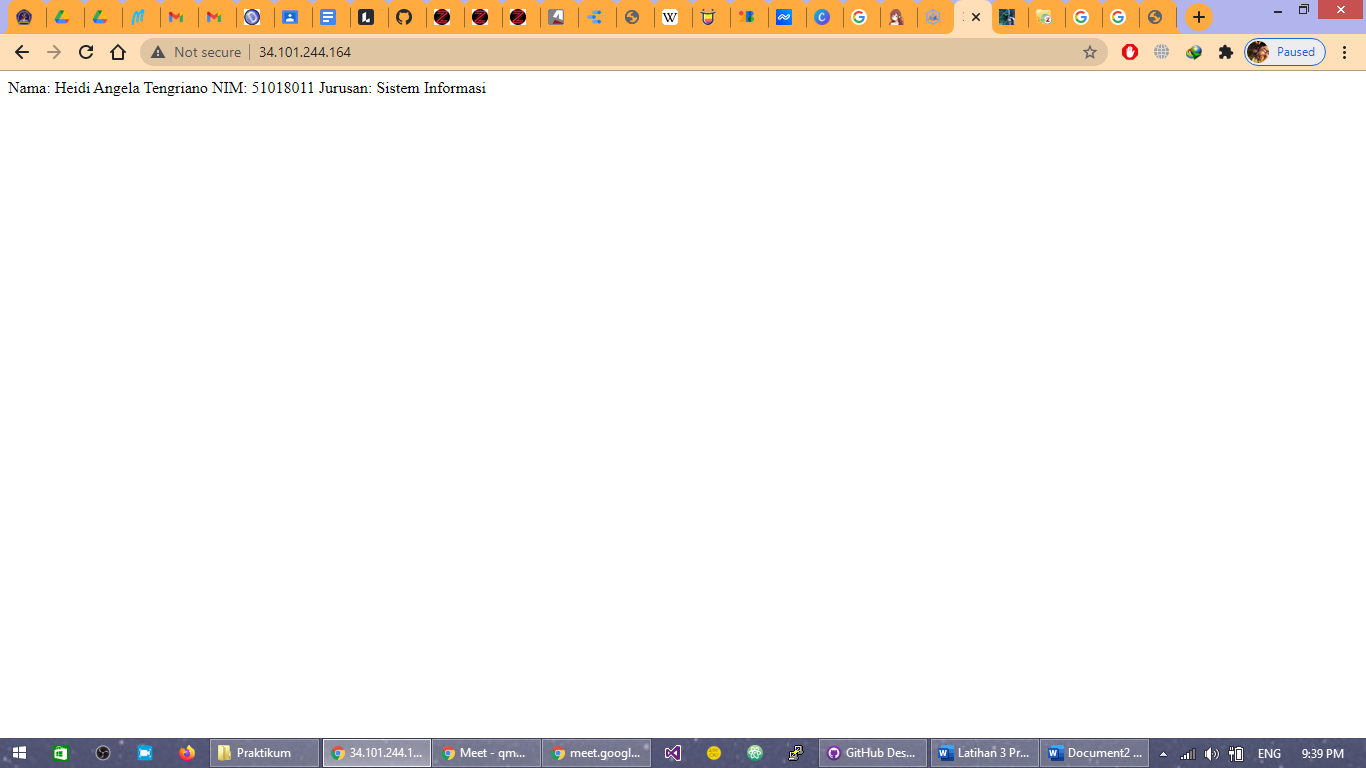 Not secure
34.101.244.164
Paused
Nama: Heidi Angela Tengriano NIM: 51018011 Jurusan: Sistem Informasi
Praktikum
34.101.244.1...
Meet - qm...
meet.googl...
GitHub Des...
Latihan 3 Pr...
Document2 ...
ENG
9:39 PM